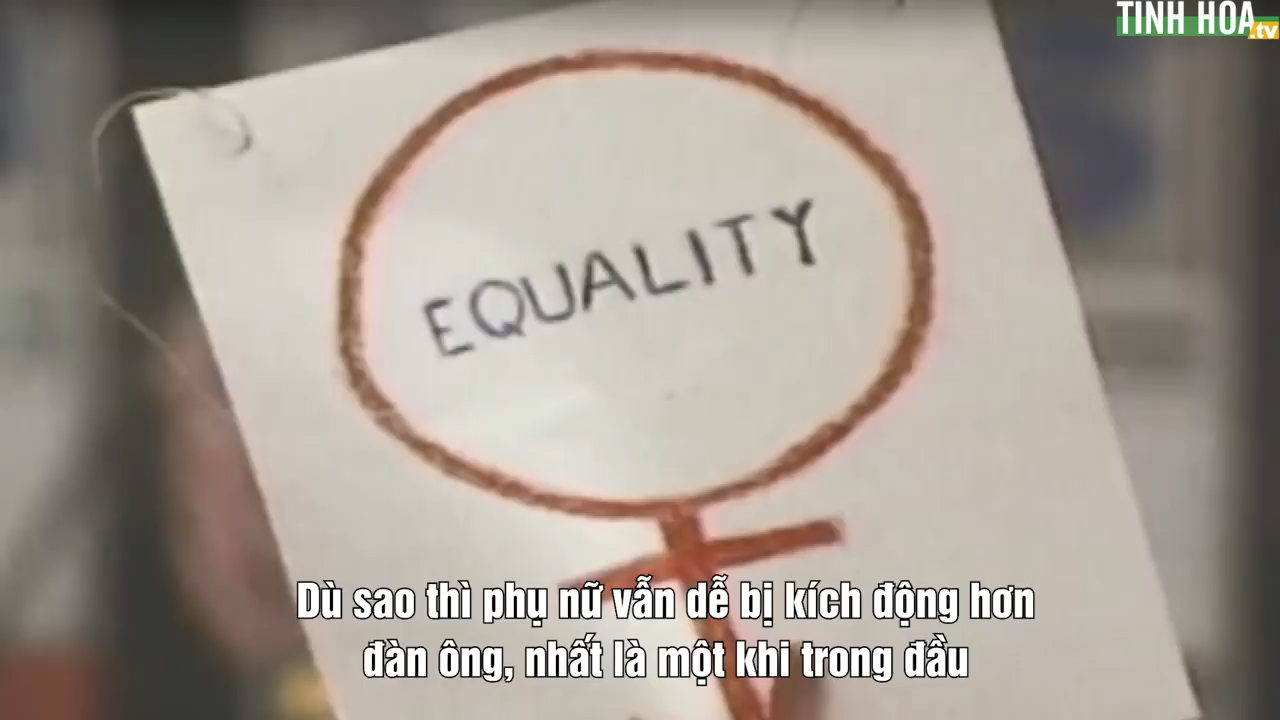 TINH HOA
.tv
EQUALITY
Dù sao thì phụ nữ vẫn dễ bị kích động hơn
đàn ông, nhất là một khi trong đầu